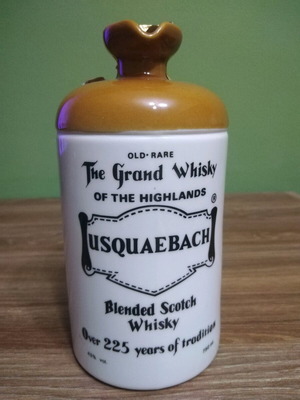 OLD·RARE
The Grand Whisky
OF THE HIGHLANDS
®
USQUAEBACH
Blended Scotch
Whisky
Over 225 years of tradition